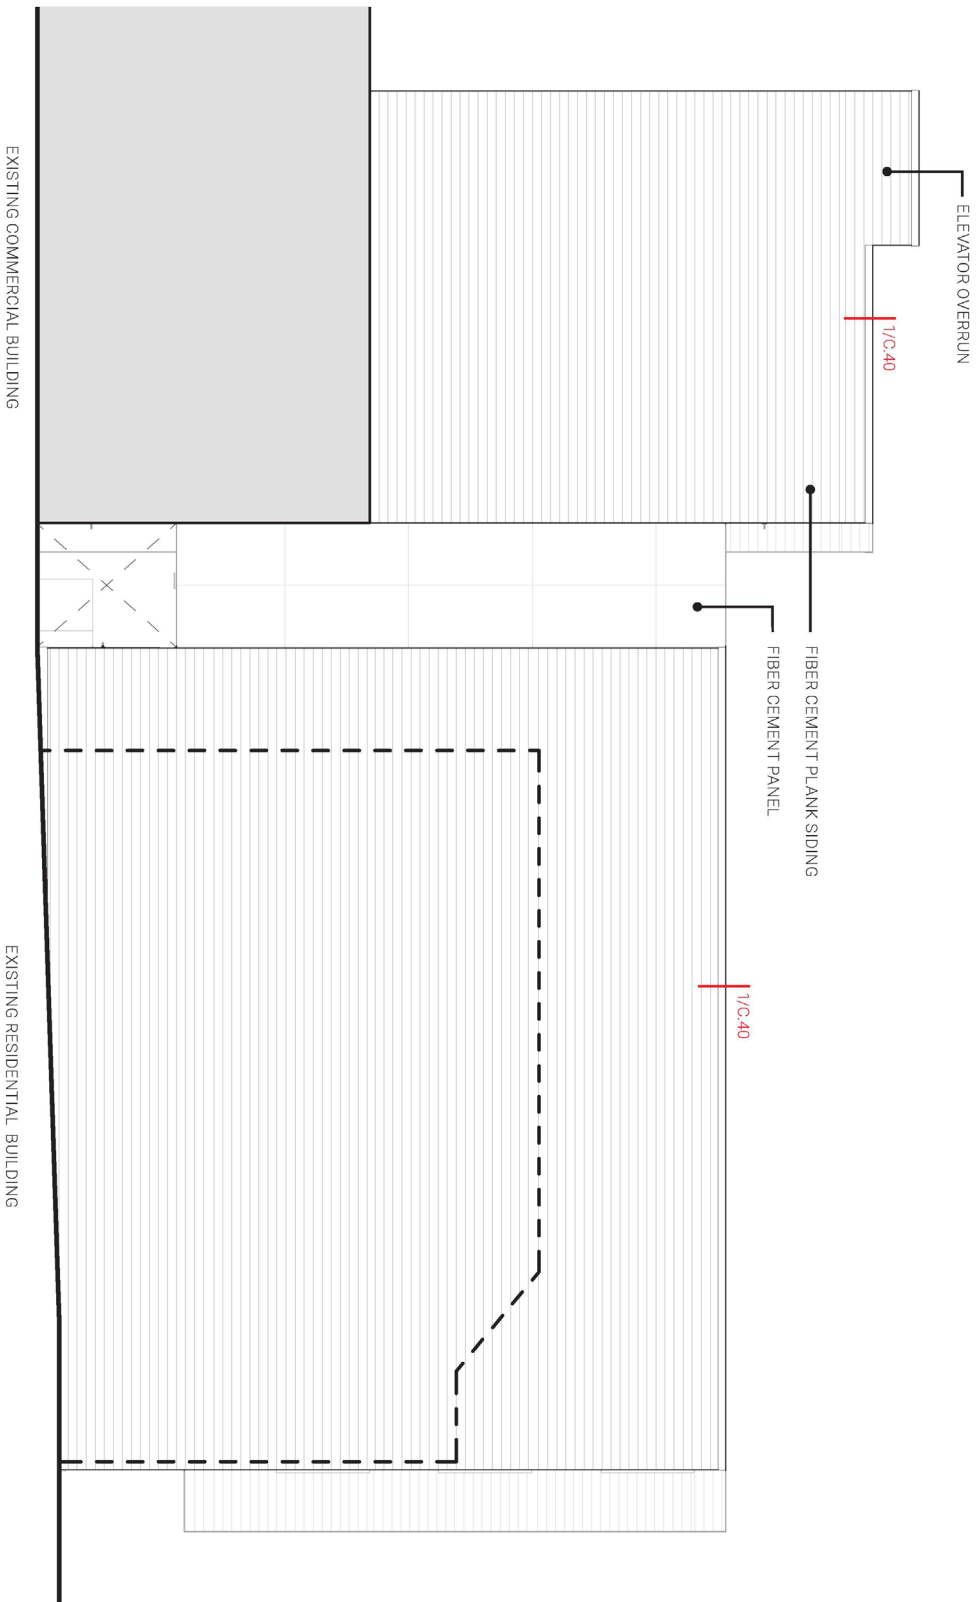 ELEVATOR OVERRUN
1/C.40
FIBER CEMENT PLANK SIDING
FIBER CEMENT PANEL
1/C.40
EXISTING COMMERCIAL BUILDING
EXISTING RESIDENTIAL BUILDING